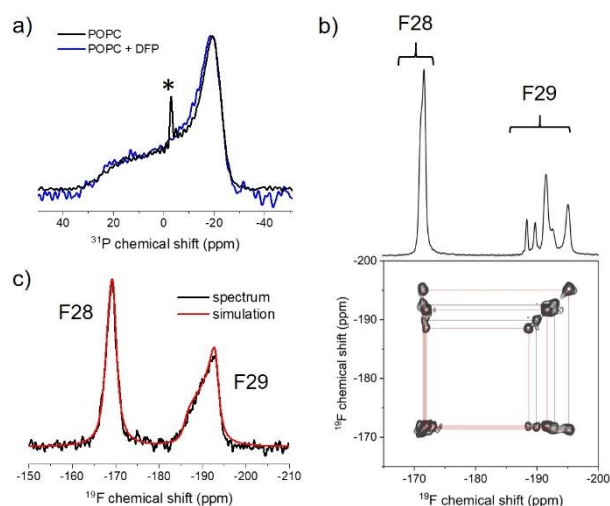 a)
POPC
POPC + DFP
*
40 20 0 -20 -40
³¹P chemical shift (ppm)
b)
F28
F29
-200
-190
-180
-170
¹⁹F chemical shift (ppm)
-170 -180 -190 -200
¹⁹F chemical shift (ppm)
c)
F28
spectrum
simulation
F29
-150 -160 -170 -180 -190 -200 -210
¹⁹F chemical shift (ppm)